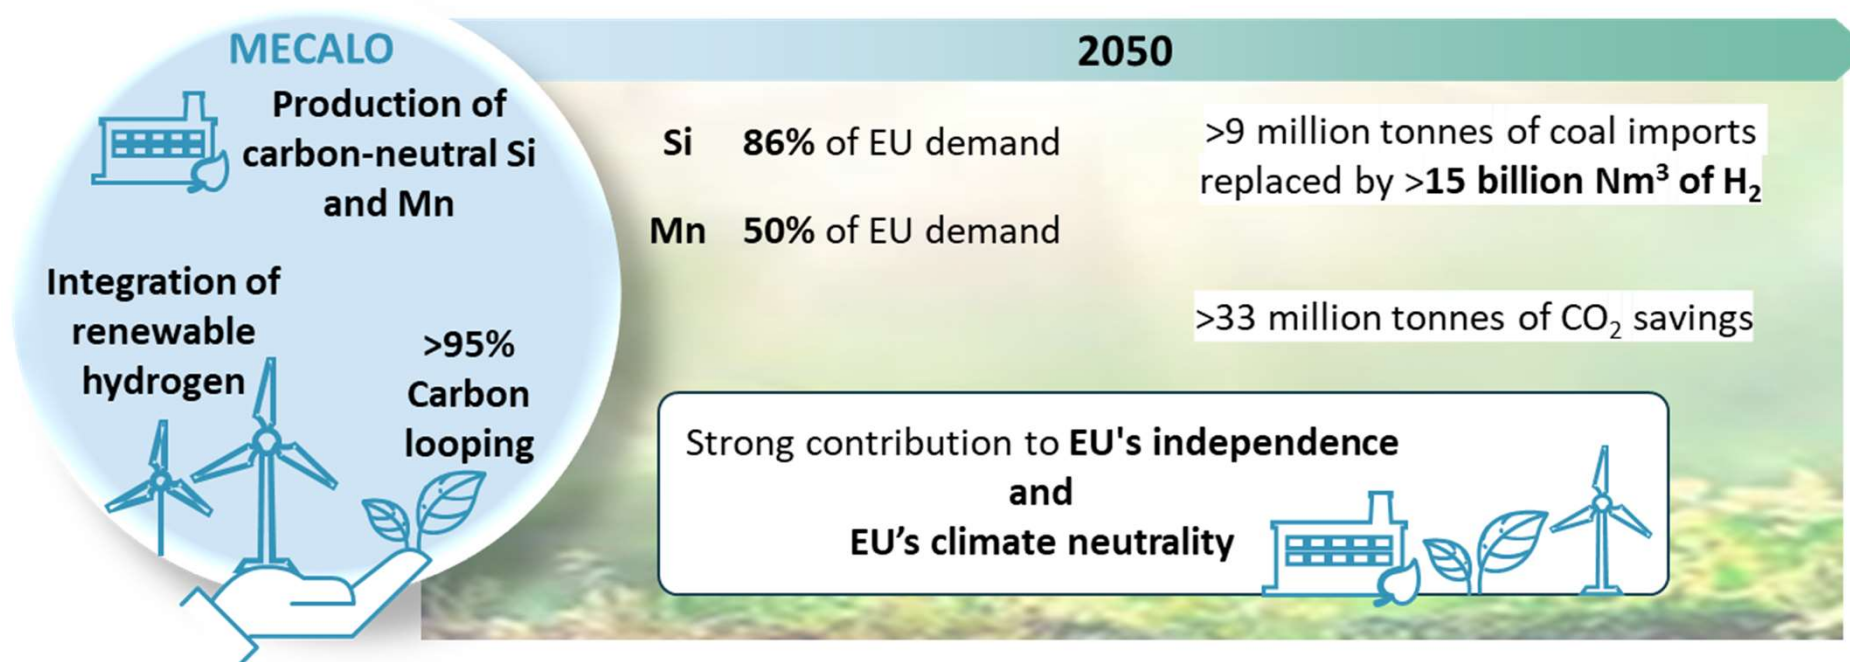 MECALO
Production of
carbon-neutral Si
and Mn
Integration of
renewable
hydrogen
>95%
Carbon
looping
2050
Si 86% of EU demand
Mn 50% of EU demand
>9 million tonnes of coal imports
replaced by >15 billion Nm³ of H₂
>33 million tonnes of CO₂ savings
Strong contribution to EU's independence
and
EU’s climate neutrality